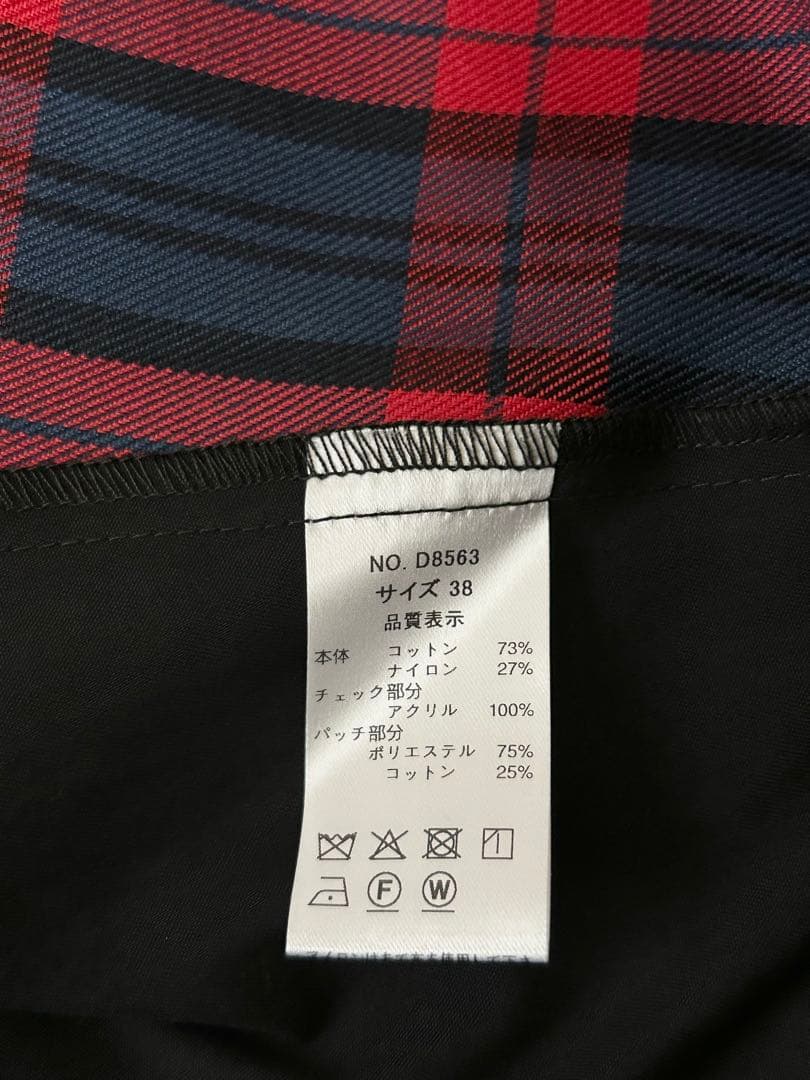 NO. D8563
サイズ 38
品質表示
本体 コットン 73%
ナイロン 27%
チェック部分
アクリル 100%
パッチ部分
ポリエステル 75%
コットン 25%
F W